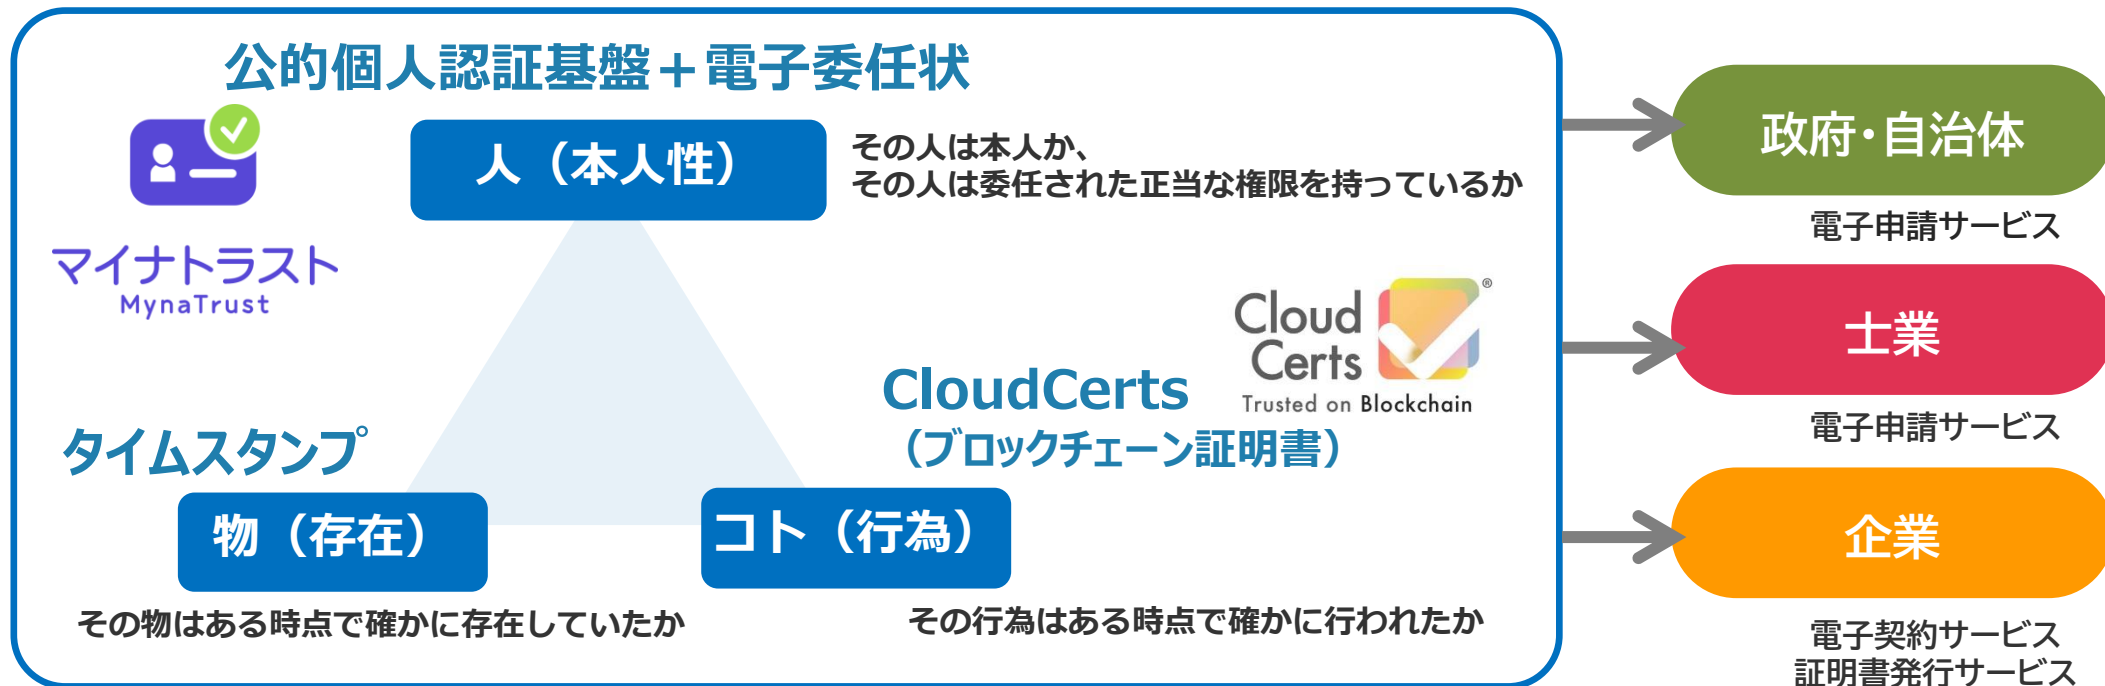 公的個人認証基盤＋電子委任状
人（本人性）
その人は本人か、
その人は委任された正当な権限を持っているか
マイナトラスト
MynaTrust
Cloud
Certs
®
Trusted on Blockchain
CloudCerts
（ブロックチェーン証明書）
タイムスタンプ
物（存在）
コト（行為）
その物はある時点で確かに存在していたか
その行為はある時点で確かに行われたか
政府・自治体
電子申請サービス
士業
電子申請サービス
企業
電子契約サービス
証明書発行サービス